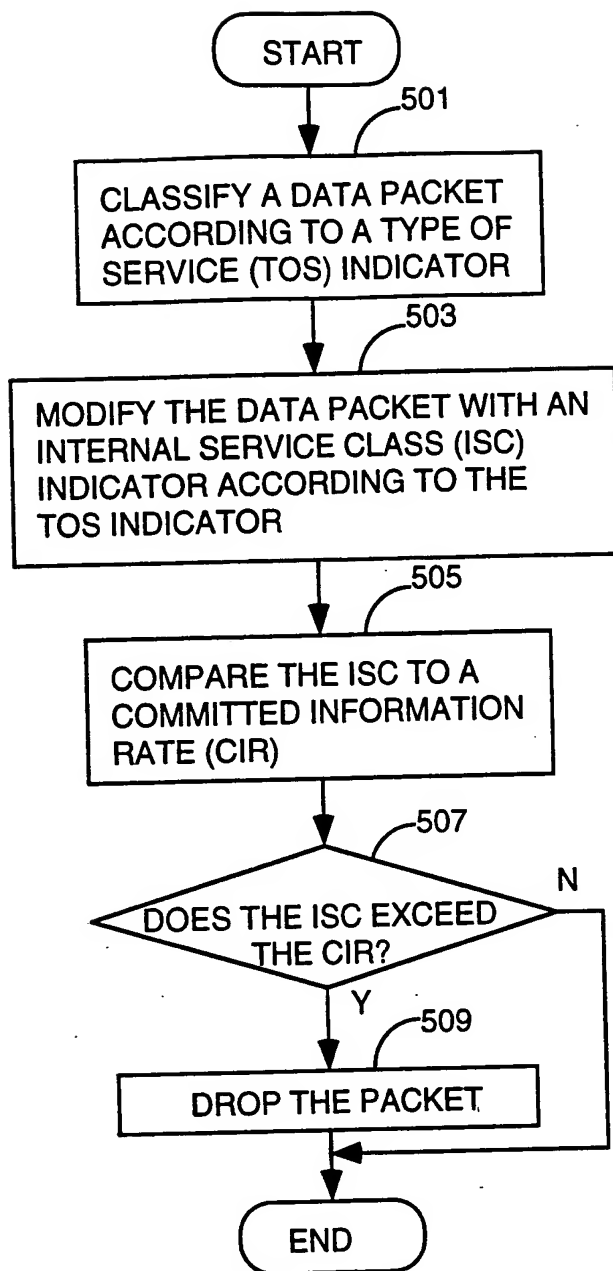 START
501
CLASSIFY A DATA PACKET
ACCORDING TO A TYPE OF
SERVICE (TOS) INDICATOR
503
MODIFY THE DATA PACKET WITH AN
INTERNAL SERVICE CLASS (ISC)
INDICATOR ACCORDING TO THE
TOS INDICATOR
505
COMPARE THE ISC TO A
COMMITTED INFORMATION
RATE (CIR)
507
N
DOES THE ISC EXCEED
THE CIR?
Y
509
DROP THE PACKET
END